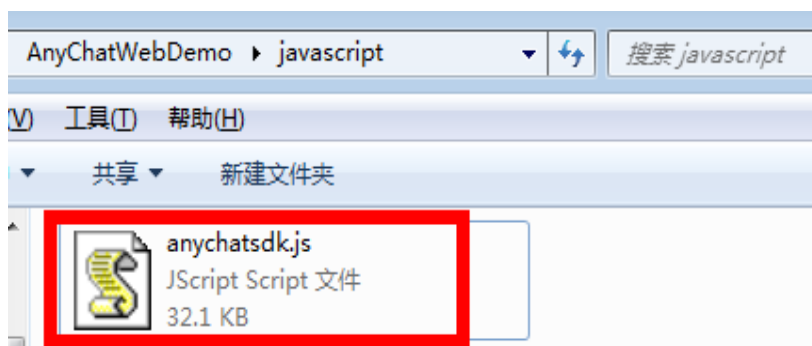 AnyChatWebDemo javascript 搜索 javascript
(V) 工具(T) 帮助(H)
共享 新建文件夹
anychatsdk.js
JScript Script 文件
32.1 KB